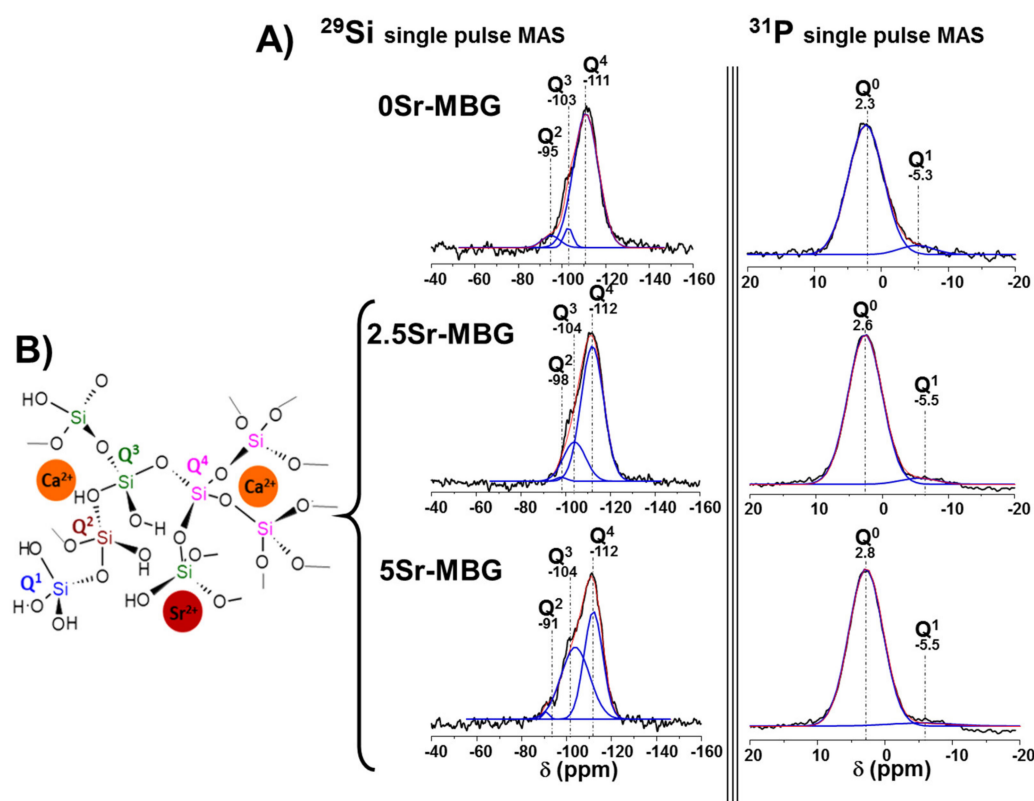 A)
²⁹Si single pulse MAS
³¹P single pulse MAS
0Sr-MBG
Q²
-95
Q³
-103
Q⁴
-111
-40 -60 -80 -100 -120 -140 -160
Q⁰
2.3
Q¹
-5.3
20 10 0 -10 -20
2.5Sr-MBG
Q²
-98
Q³
-104
Q⁴
-112
-40 -60 -80 -100 -120 -140 -160
Q⁰
2.6
Q¹
-5.5
20 10 0 -10 -20
5Sr-MBG
Q²
-91
Q³
-104
Q⁴
-112
-40 -60 -80 -100 -120 -140 -160
δ (ppm)
Q⁰
2.8
Q¹
-5.5
20 10 0 -10 -20
δ (ppm)
B)
HO Si O
O O Si O
Q³ O Q⁴ O
Ca²⁺ Ca²⁺
HO Si Si O
O H O Si O
Q² O O
O Si OH O
HO O Si O
Q¹ Si HO O
H O OH Sr²⁺